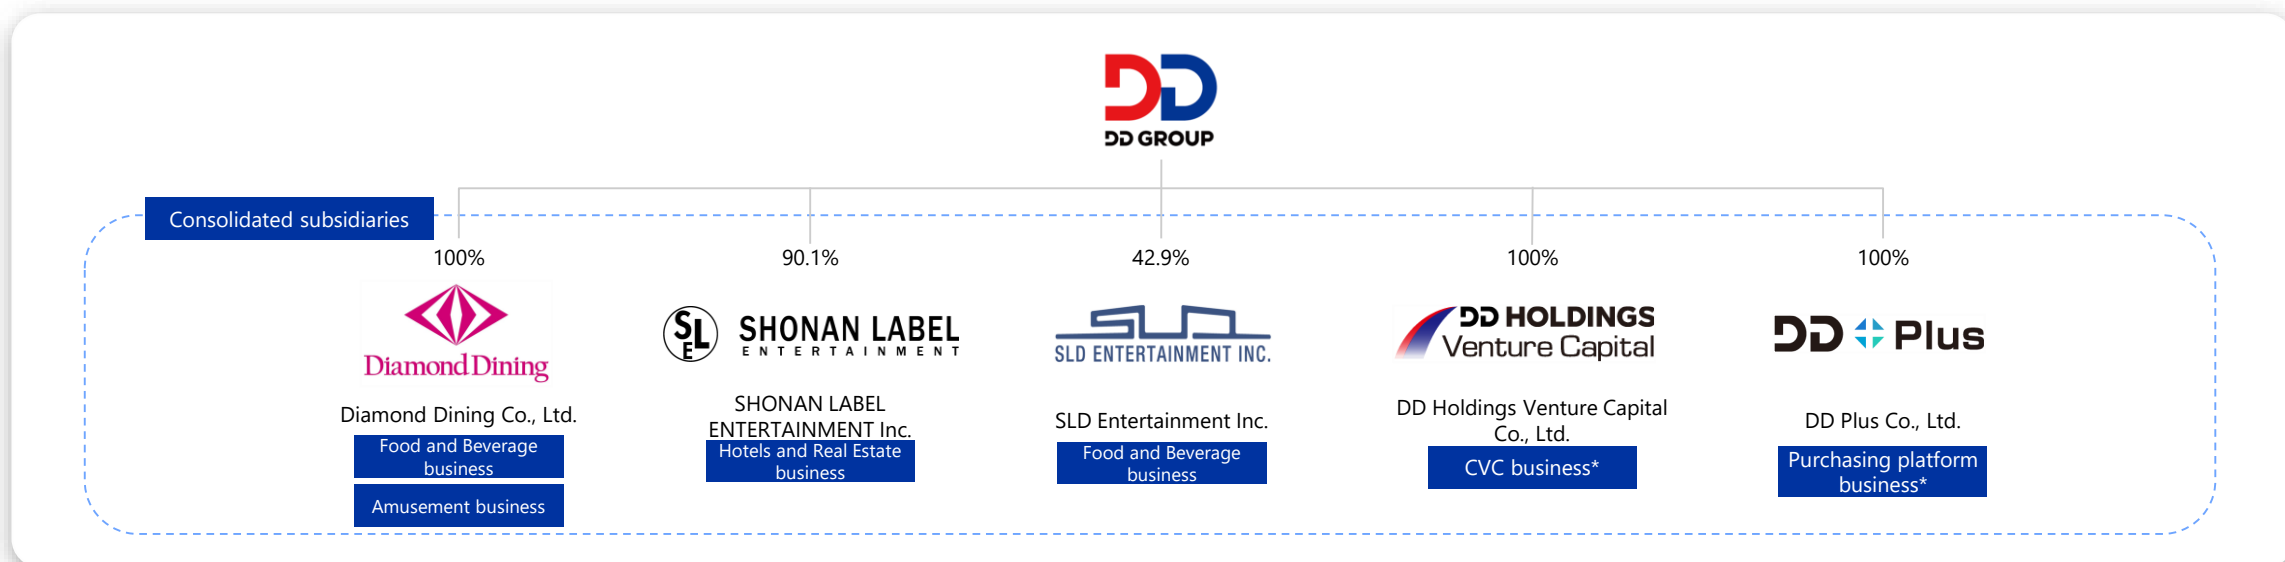 DD
DD GROUP
Consolidated subsidiaries
100%
90.1%
42.9%
100%
100%
Diamond Dining
SLE
SHONAN LABEL
ENTERTAINMENT
SLD
SLD ENTERTAINMENT INC.
DD HOLDINGS
Venture Capital
DD Plus
Diamond Dining Co., Ltd.
Food and Beverage
business
Amusement business
SHONAN LABEL
ENTERTAINMENT Inc.
Hotels and Real Estate
business
SLD Entertainment Inc.
Food and Beverage
business
DD Holdings Venture Capital
Co., Ltd.
CVC business*
DD Plus Co., Ltd.
Purchasing platform
business*